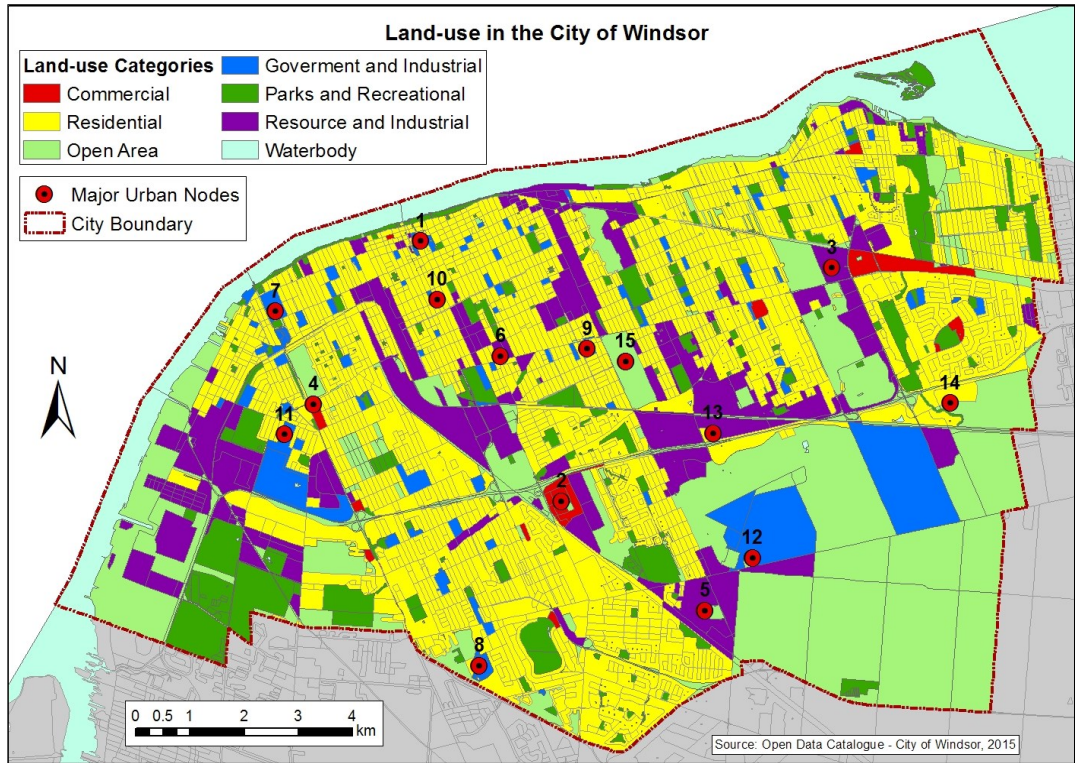 Land-use in the City of Windsor
Land-use Categories
Commercial
Residential
Open Area
Goverment and Industrial
Parks and Recreational
Resource and Industrial
Waterbody
Major Urban Nodes
City Boundary
1
3
10
7
6
9
15
4
14
11
13
2
12
5
8
N
0 0.5 1 2 3 4
km
Source: Open Data Catalogue - City of Windsor, 2015